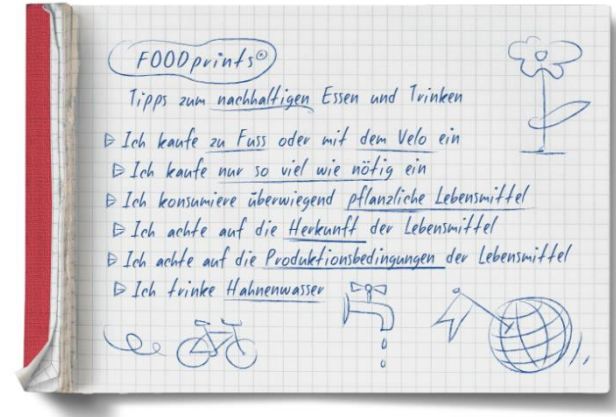 FOODprints®
Tipps zum nachhaltigen Essen und Trinken
▷ Ich kaufe zu Fuss oder mit dem Velo ein
▷ Ich kaufe nur so viel wie nötig ein
▷ Ich konsumiere überwiegend pflanzliche Lebensmittel
▷ Ich achte auf die Herkunft der Lebensmittel
▷ Ich achte auf die Produktionsbedingungen der Lebensmittel
▷ Ich trinke Hahnenwasser